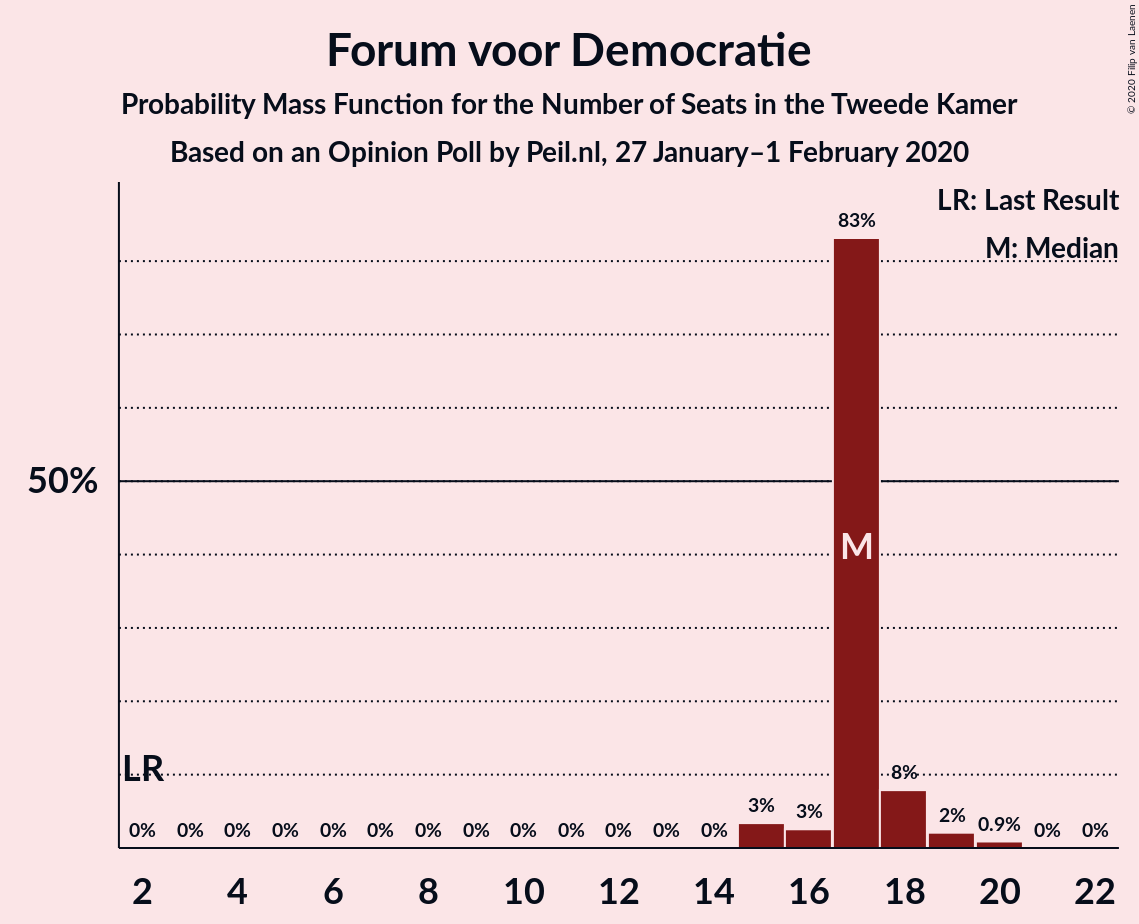 Forum voor Democratie
Probability Mass Function for the Number of Seats in the Tweede Kamer
Based on an Opinion Poll by Peil.nl, 27 January–1 February 2020
© 2020 Filip van Laenen
LR: Last Result
M: Median
83%
50%
M
LR
0% 0% 0% 0% 0% 0% 0% 0% 0% 0% 0% 0% 0% 3% 3% 8% 2% 0.9% 0% 0%
2 4 6 8 10 12 14 16 18 20 22